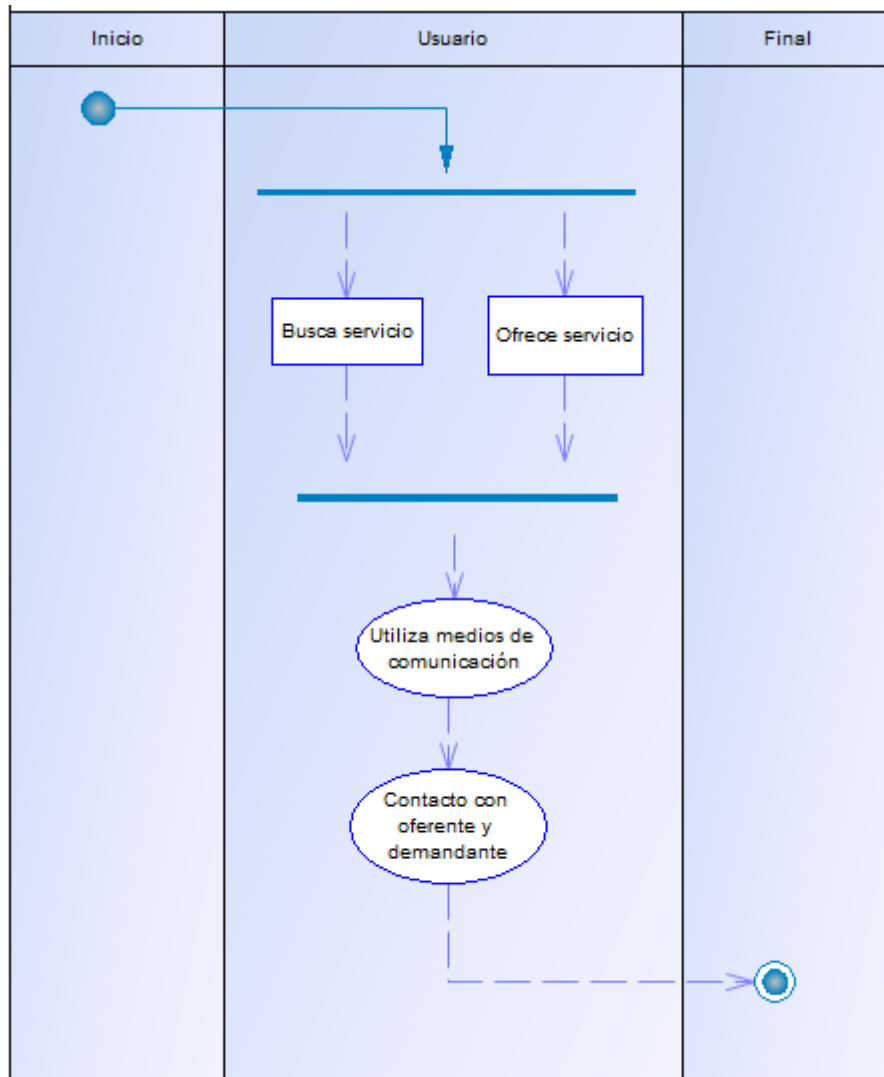 Inicio
Usuario
Final
Busca servicio
Ofrece servicio
Utiliza medios de
comunicación
Contacto con
oferente y
demandante